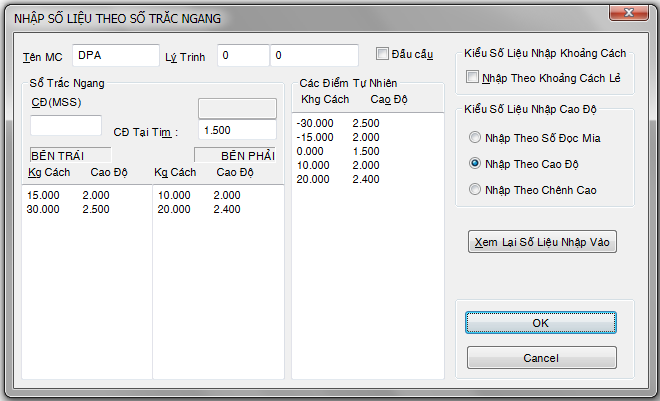 NHẬP SỐ LIỆU THEO SỔ TRẮC NGANG
Tên MC DPA Lý Trình 0 0 Đầu cầu
Sổ Trắc Ngang
CĐ(MSS)
CĐ Tại Tim : 1.500
BÊN TRÁI BÊN PHẢI
Kg Cách Cao Độ Kg Cách Cao Độ
15.000 2.000 10.000 2.000
30.000 2.500 20.000 2.400
Các Điểm Tự Nhiên
Khg Cách Cao Độ
-30.000 2.500
-15.000 2.000
0.000 1.500
10.000 2.000
20.000 2.400
Kiểu Số Liệu Nhập Khoảng Cách
Nhập Theo Khoảng Cách Lẻ
Kiểu Số Liệu Nhập Cao Độ
Nhập Theo Số Đọc Mia
Nhập Theo Cao Độ
Nhập Theo Chênh Cao
Xem Lại Số Liệu Nhập Vào
OK
Cancel